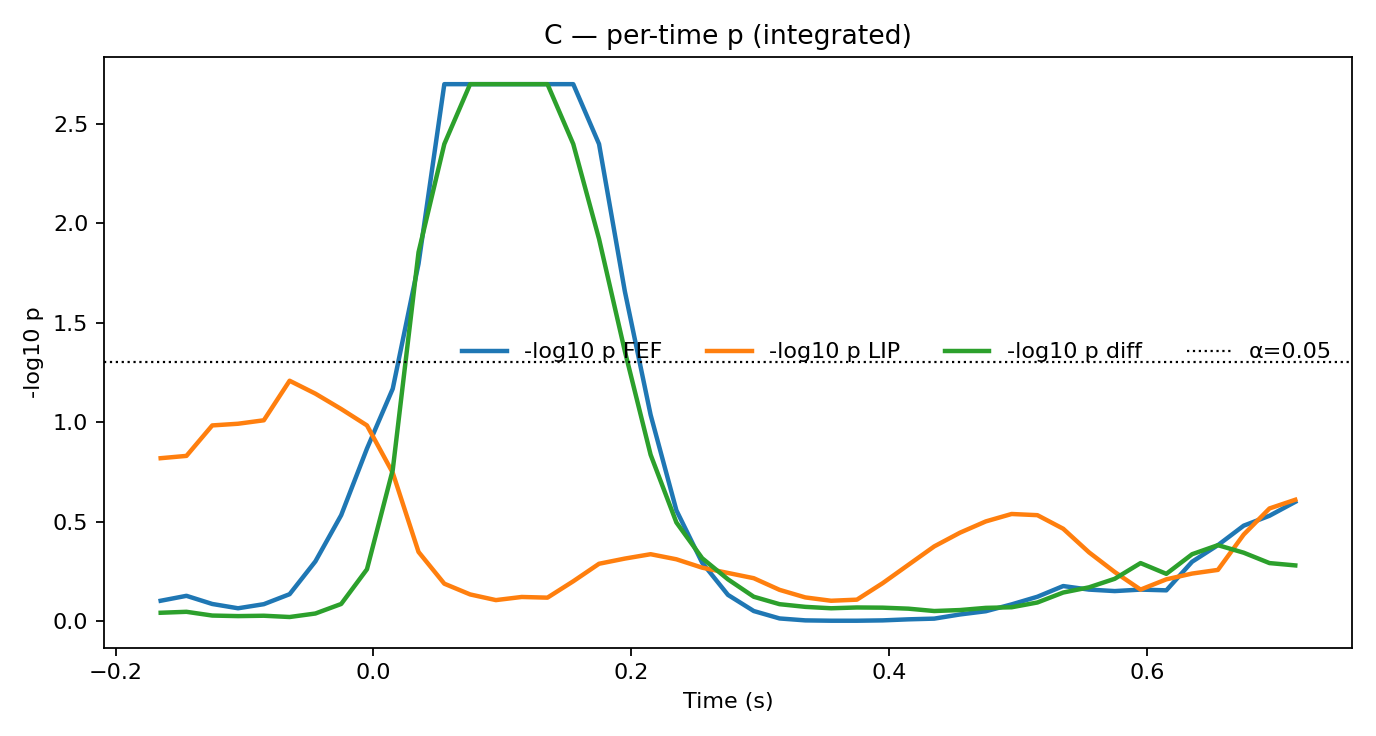 C — per-time p (integrated)
-log10 p
2.5
2.0
1.5
1.0
0.5
0.0
-log10 p FEF -log10 p LIP -log10 p diff α=0.05
−0.2 0.0 0.2 0.4 0.6
Time (s)